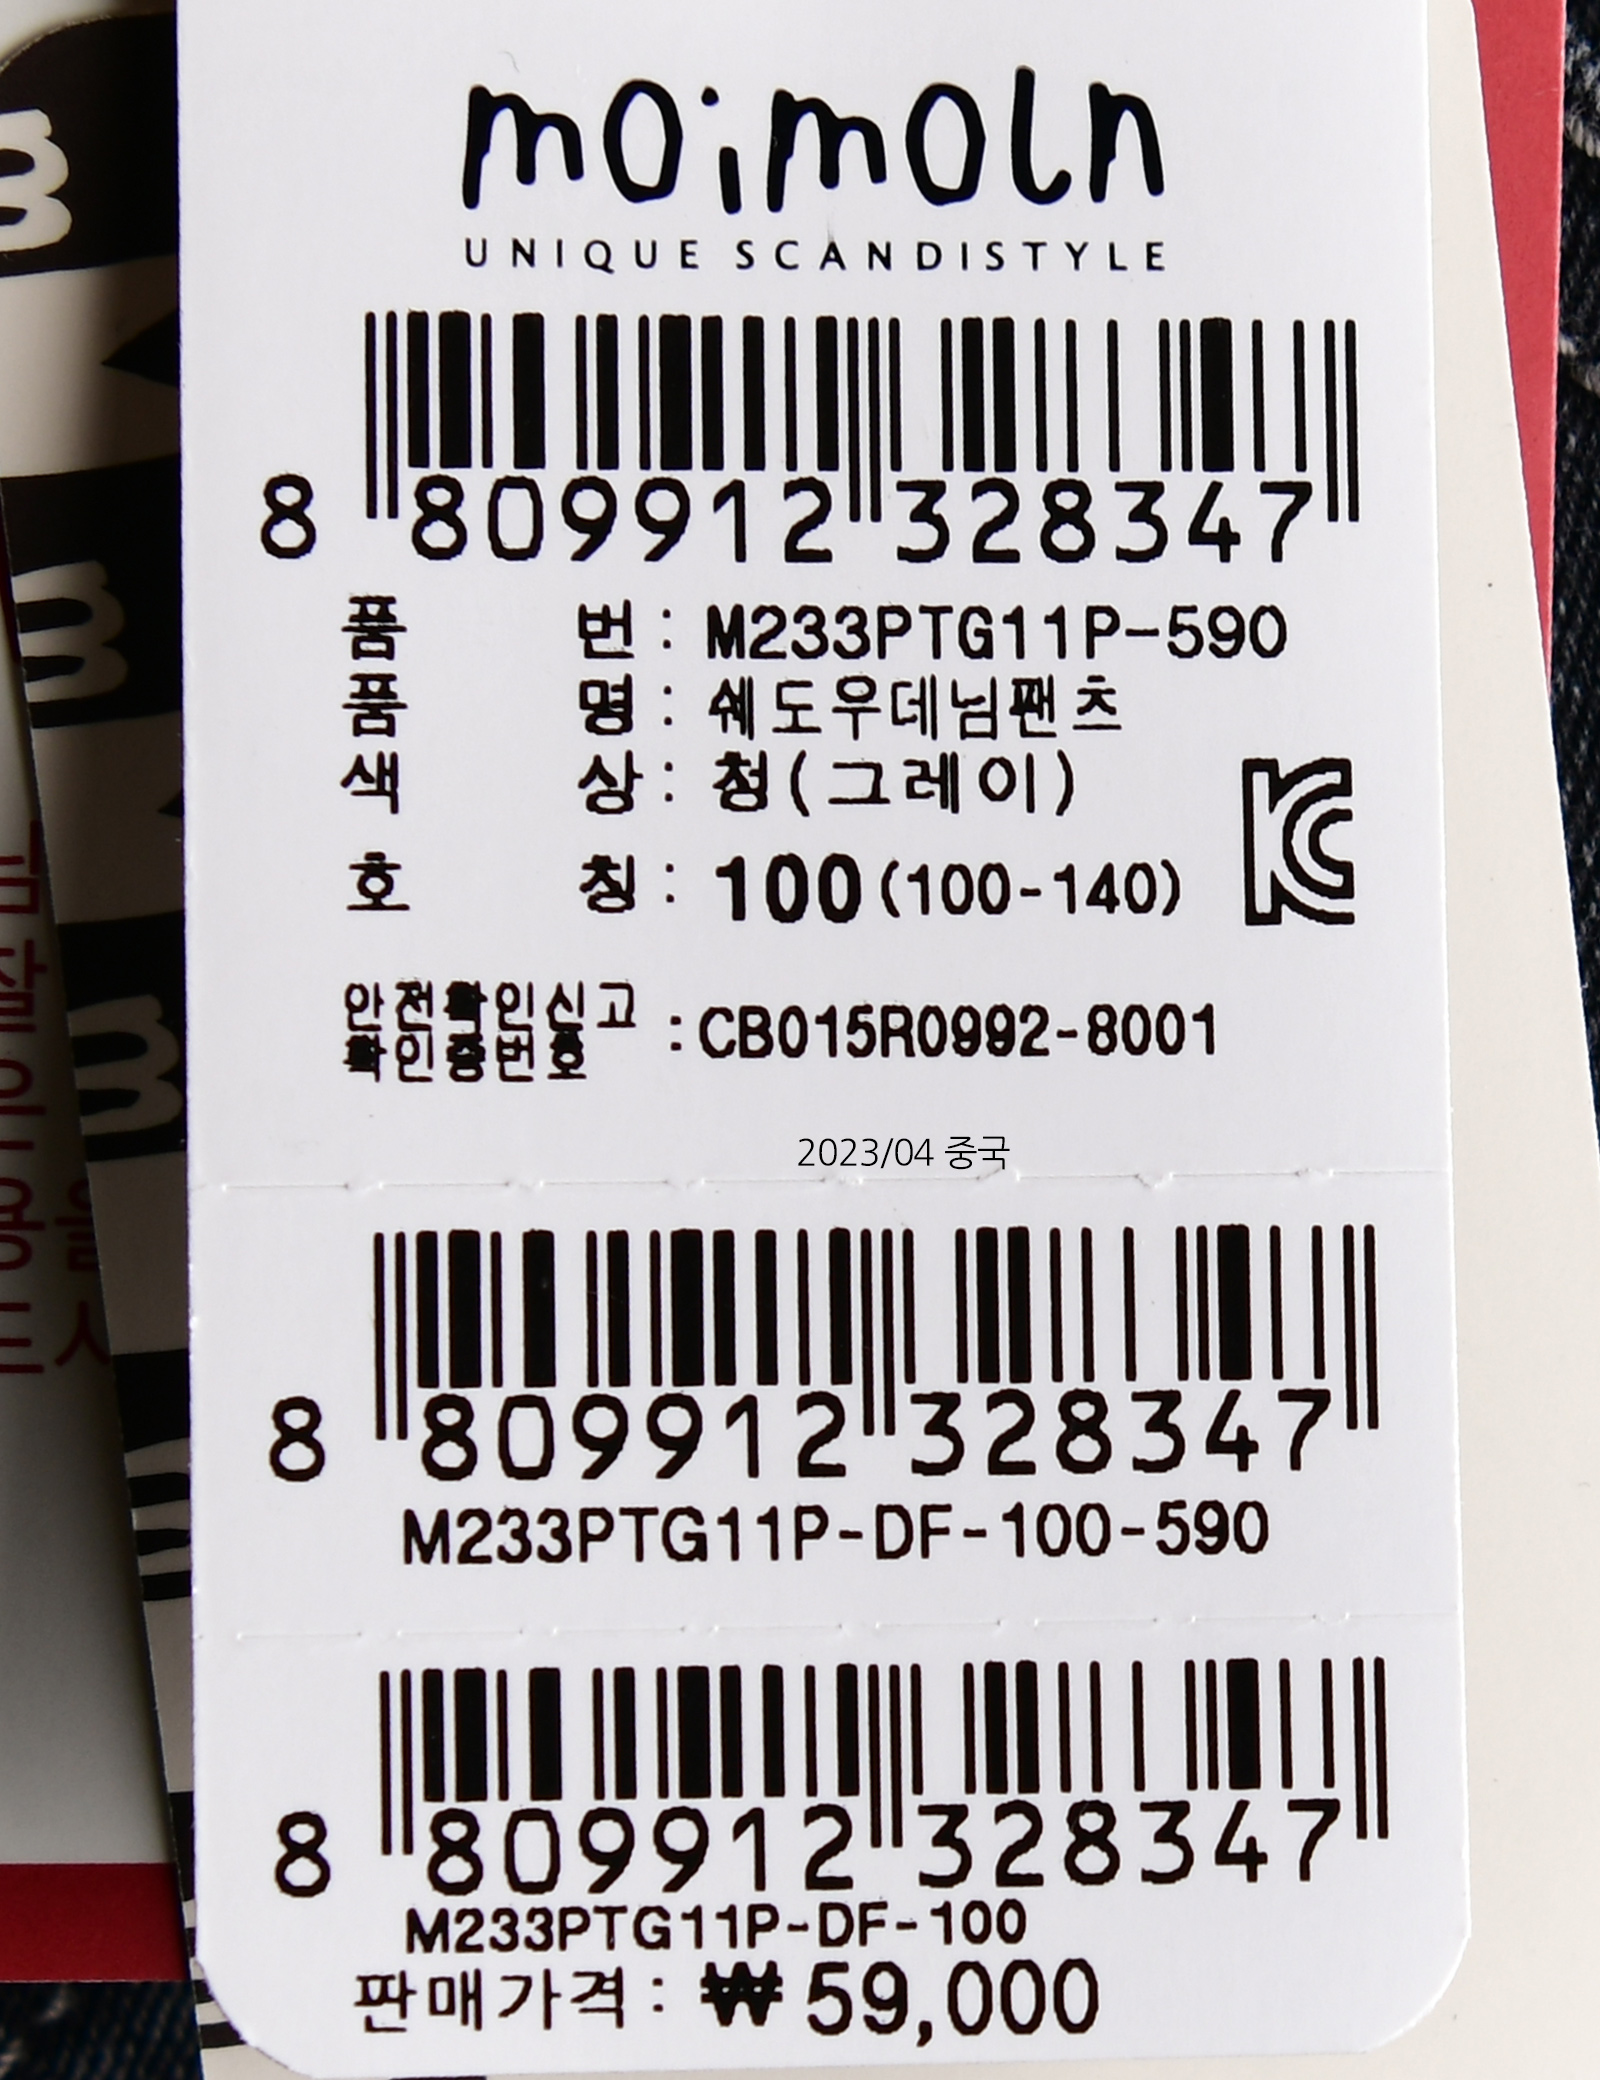 moimoln
UNIQUE SCANDISTYLE
8 809912 328347
품 번 : M233PTG11P-590
품 명 : 쉐도우데님팬츠
색 상 : 청(그레이)
호 칭 : 100(100-140)
안전확인신고
확인증번호 : CB015R0992-8001
2023/04 중국
8 809912 328347
M233PTG11P-DF-100-590
8 809912 328347
M233PTG11P-DF-100
판매가격 : ₩59,000